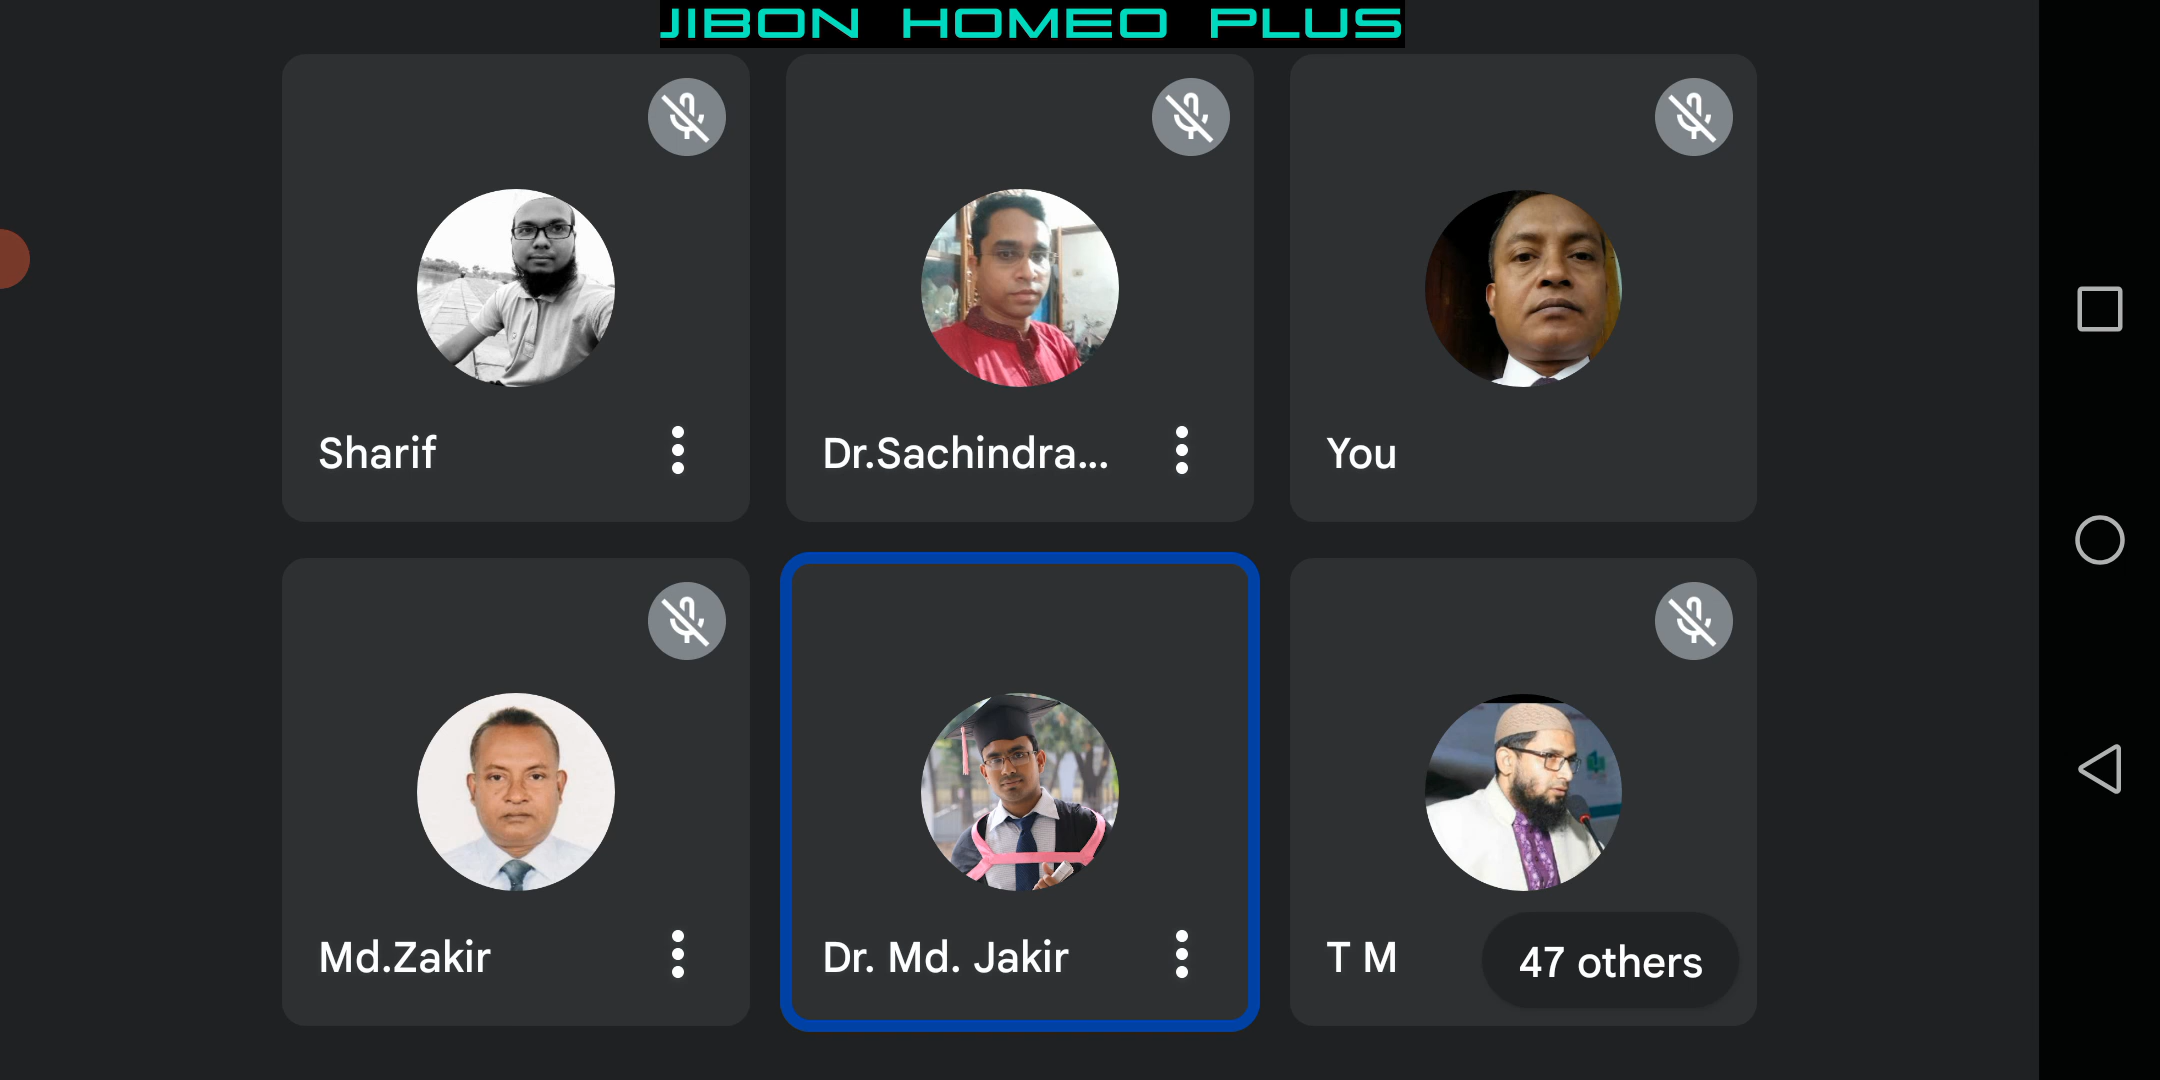 JIBON HOMEO PLUS
Sharif
Dr.Sachindra...
You
Md.Zakir
Dr. Md. Jakir
T M
47 others